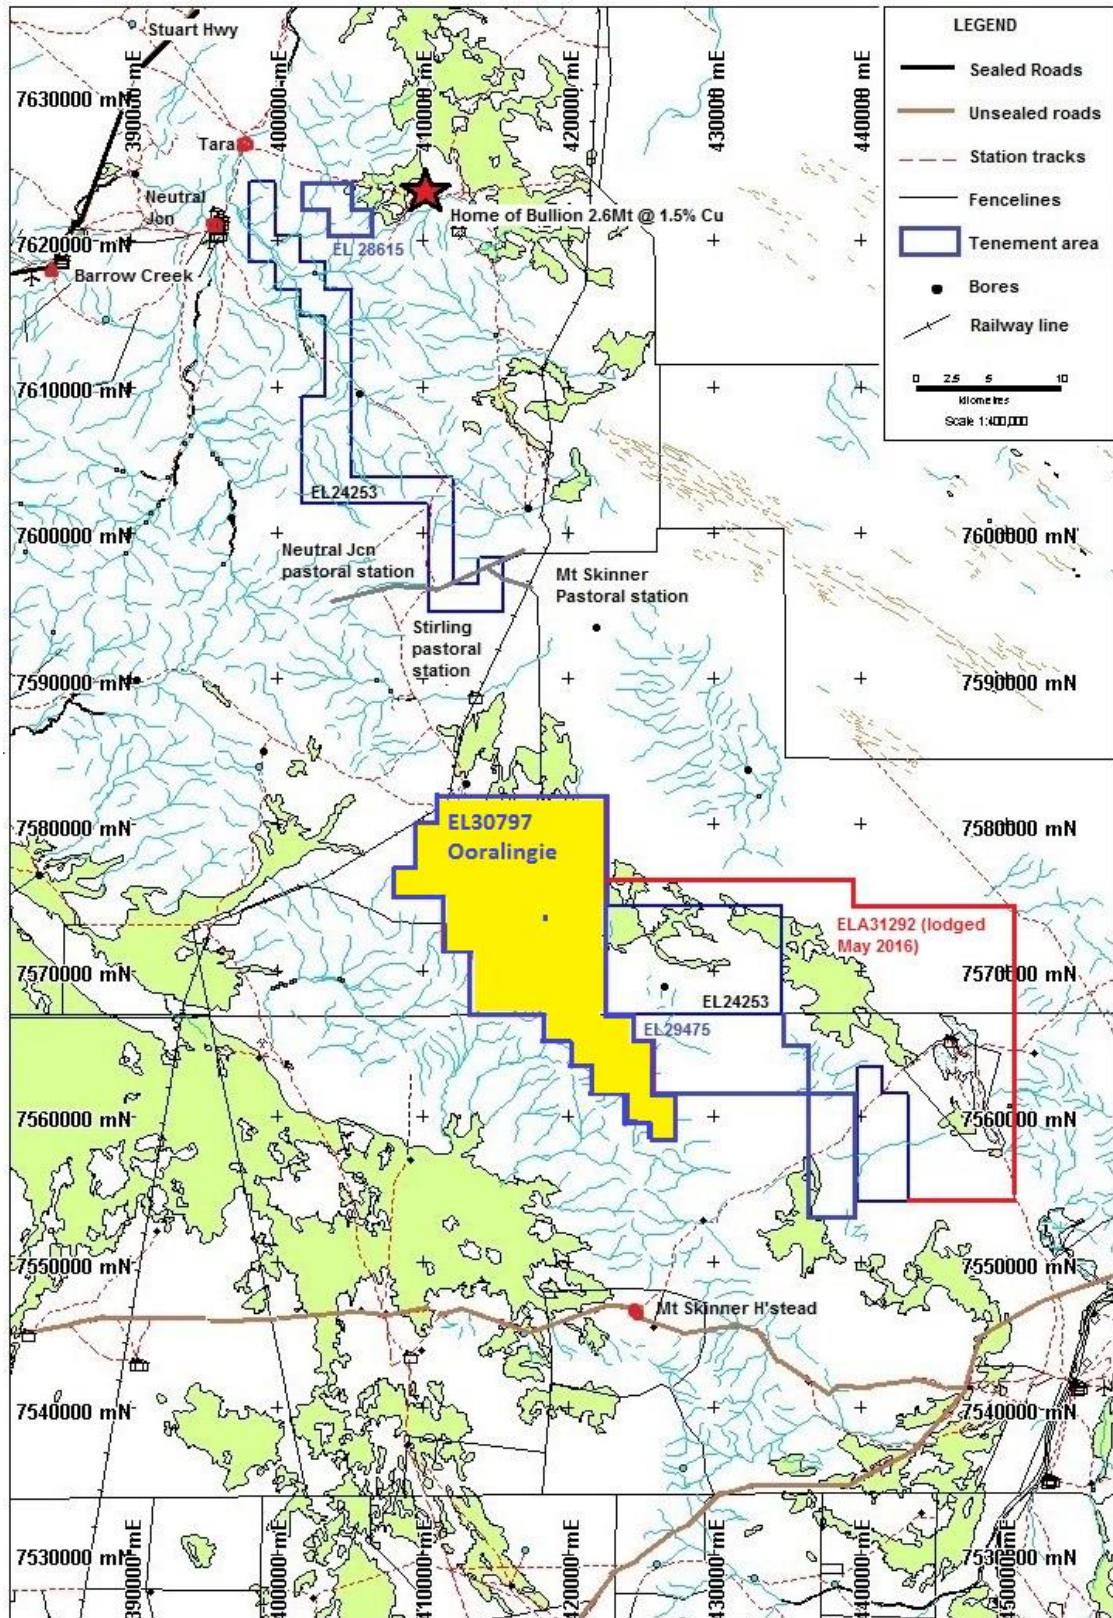 Stuart Hwy
LEGEND
Sealed Roads
Unsealed roads
Station tracks
Fencelines
Tenement area
Bores
Railway line
0 2.5 5 10
kilometres
Scale 1:400,000
390000 mE
400000 mE
410000 mE
420000 mE
430000 mE
440000 mE
7630000 mN
Tara
Neutral
Jcn
Home of Bullion 2.6Mt @ 1.5% Cu
7620000 mN
EL 28615
Barrow Creek
7610000 mN
EL24253
7600000 mN
7600000 mN
Neutral Jcn
pastoral station
Mt Skinner
Pastoral station
Stirling
pastoral
station
7590000 mN
7590000 mN
EL30797
Ooralingie
7580000 mN
7580000 mN
ELA31292 (lodged
May 2016)
7570000 mN
7570000 mN
EL24253
EL29475
7560000 mN
7560000 mN
7550000 mN
7550000 mN
Mt Skinner H'stead
7540000 mN
7540000 mN
7530000 mN
7530000 mN
390000 mE
400000 mE
410000 mE
420000 mE
430000 mE
440000 mE
450000 mE